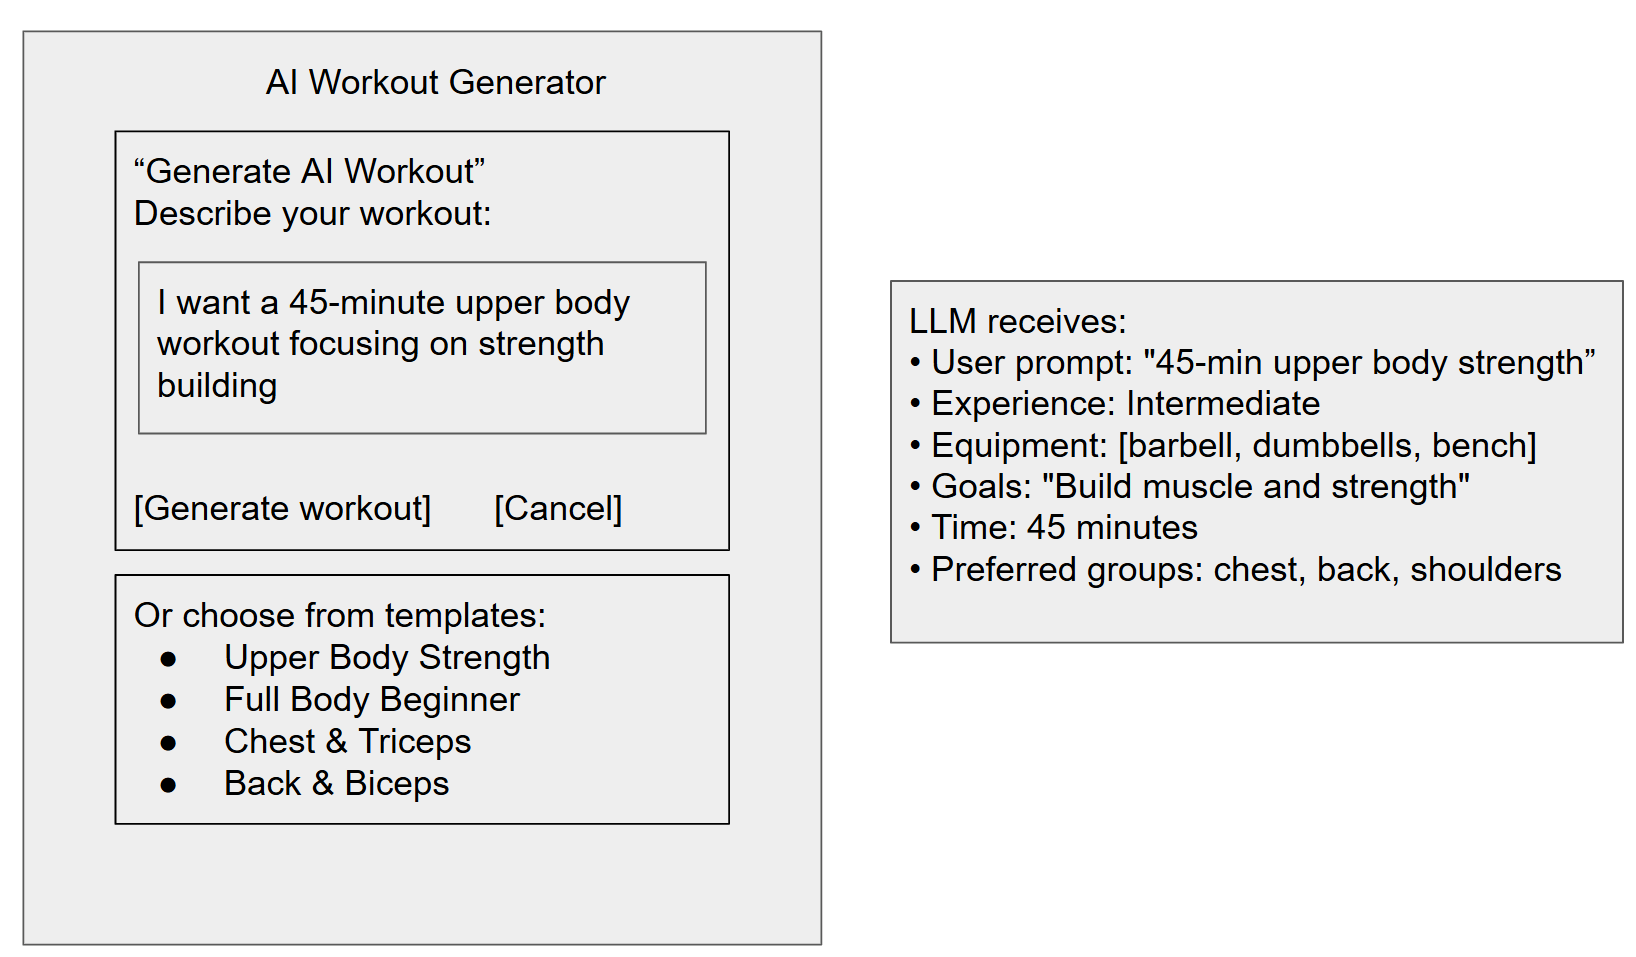 AI Workout Generator
“Generate AI Workout”
Describe your workout:
I want a 45-minute upper body
workout focusing on strength
building
[Generate workout] [Cancel]
Or choose from templates:
● Upper Body Strength
● Full Body Beginner
● Chest & Triceps
● Back & Biceps
LLM receives:
• User prompt: "45-min upper body strength”
• Experience: Intermediate
• Equipment: [barbell, dumbbells, bench]
• Goals: "Build muscle and strength"
• Time: 45 minutes
• Preferred groups: chest, back, shoulders